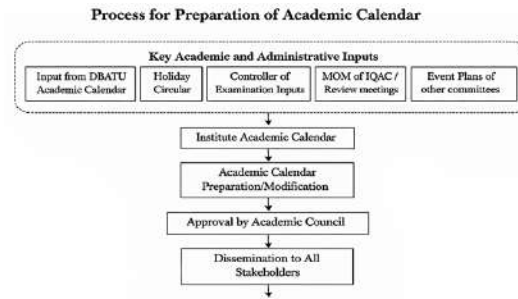 Process for Preparation of Academic Calendar
Key Academic and Administrative Inputs
Input from DBATU
Academic Calendar
Holiday
Circular
Controller of
Examination Inputs
MOM of IQAC /
Review meetings
Event Plans of
other committees
Institute Academic Calendar
Academic Calendar
Preparation/Modification
Approval by Academic Council
Dissemination to All
Stakeholders